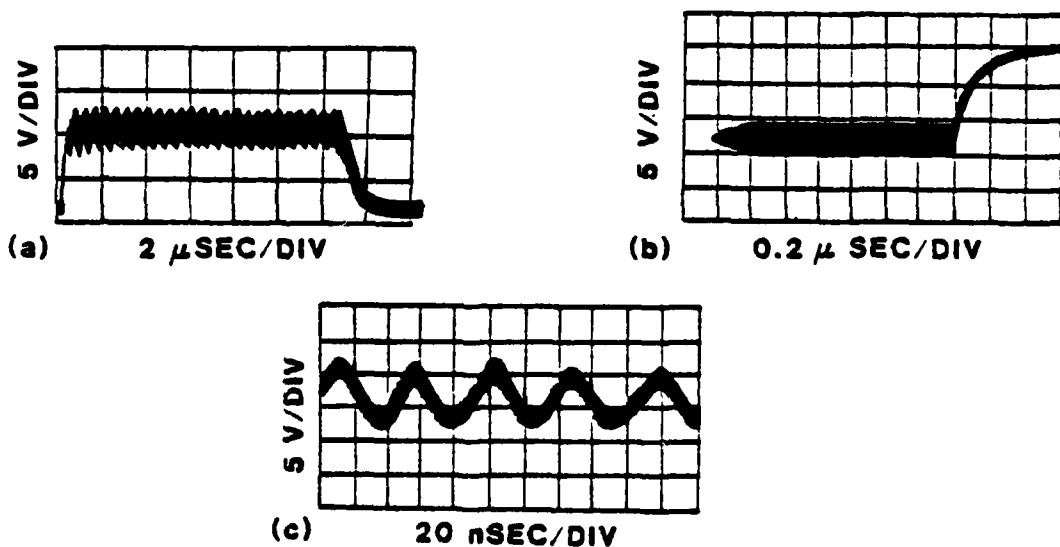 5 V/DIV
(a) 2 μSEC/DIV
5 V/DIV
(b) 0.2 μ SEC/DIV
5 V/DIV
(c) 20 nSEC/DIV